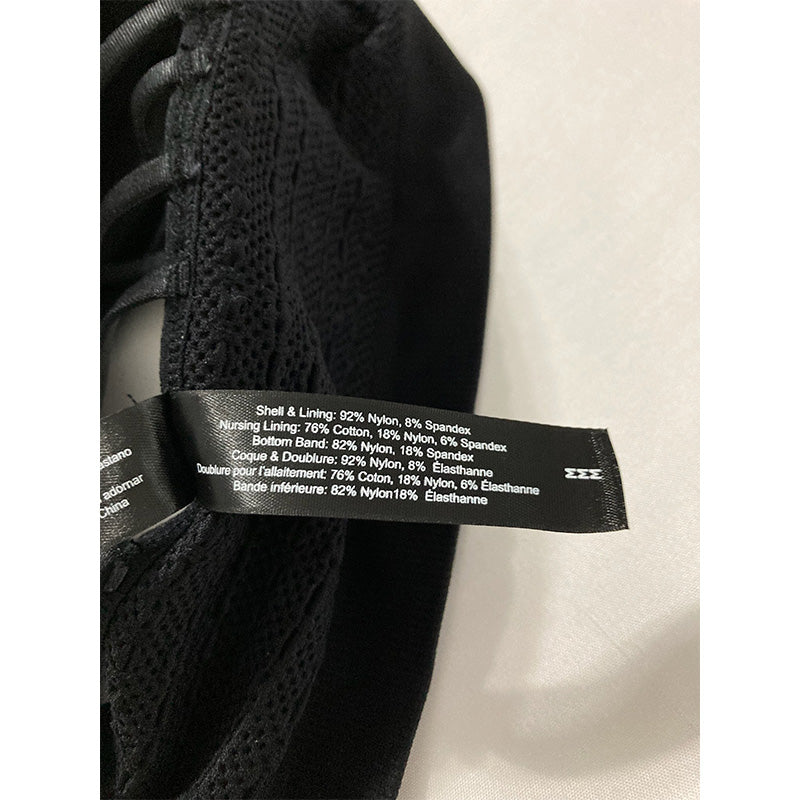 Shell & Lining: 92% Nylon, 8% Spandex
Nursing Lining: 76% Cotton, 18% Nylon, 6% Spandex
Bottom Band: 82% Nylon, 18% Spandex
Coque & Doublure: 92% Nylon, 8% Élasthanne
Doublure pour l'allaitement: 76% Coton, 18% Nylon, 6% Élasthanne
Bande inférieure: 82% Nylon18% Élasthanne
ΣΣΣ
adornar
China